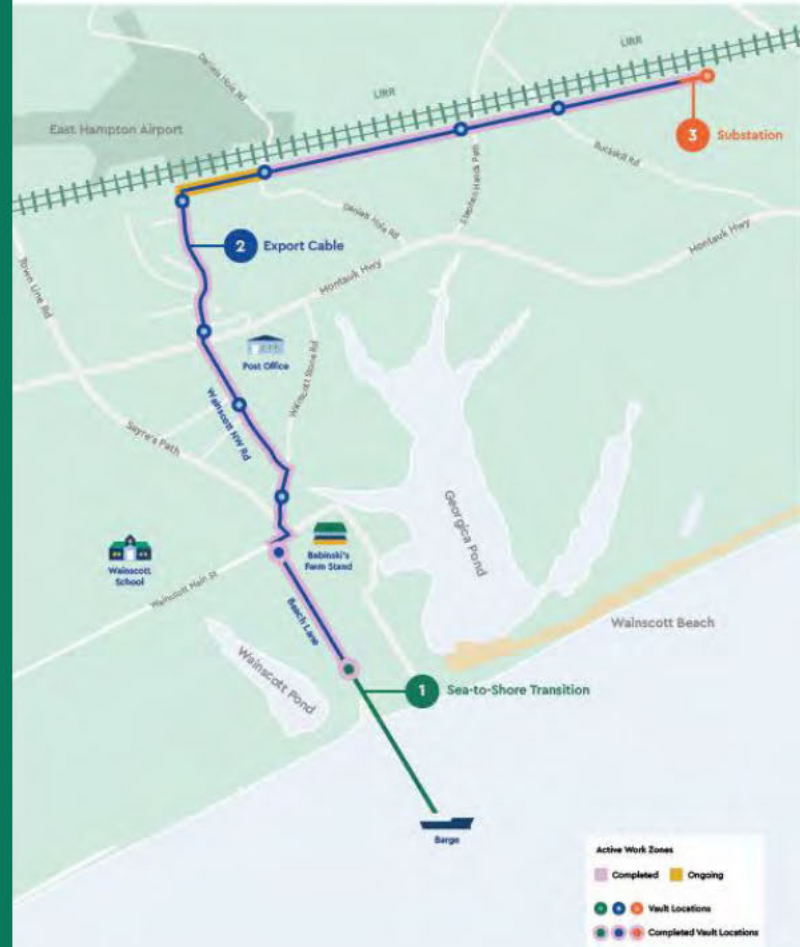 LIRR
LIRR
Daniels Hole Rd
East Hampton Airport
3
Substation
Buckskill Rd
Stephen Hands Path
Daniels Hole Rd
2
Export Cable
Montauk Hwy
Montauk Hwy
Town Line Rd
Post Office
Wainscott Stone Rd
Wainscott NW Rd
Sayre's Path
Georgica Pond
Wainscott
School
Babinski's
Farm Stand
Wainscott Main St
Beach Lane
Wainscott Beach
Wainscott Pond
1
Sea-to-Shore Transition
Barge
Active Work Zones
Completed
Ongoing
Vault Locations
Completed Vault Locations